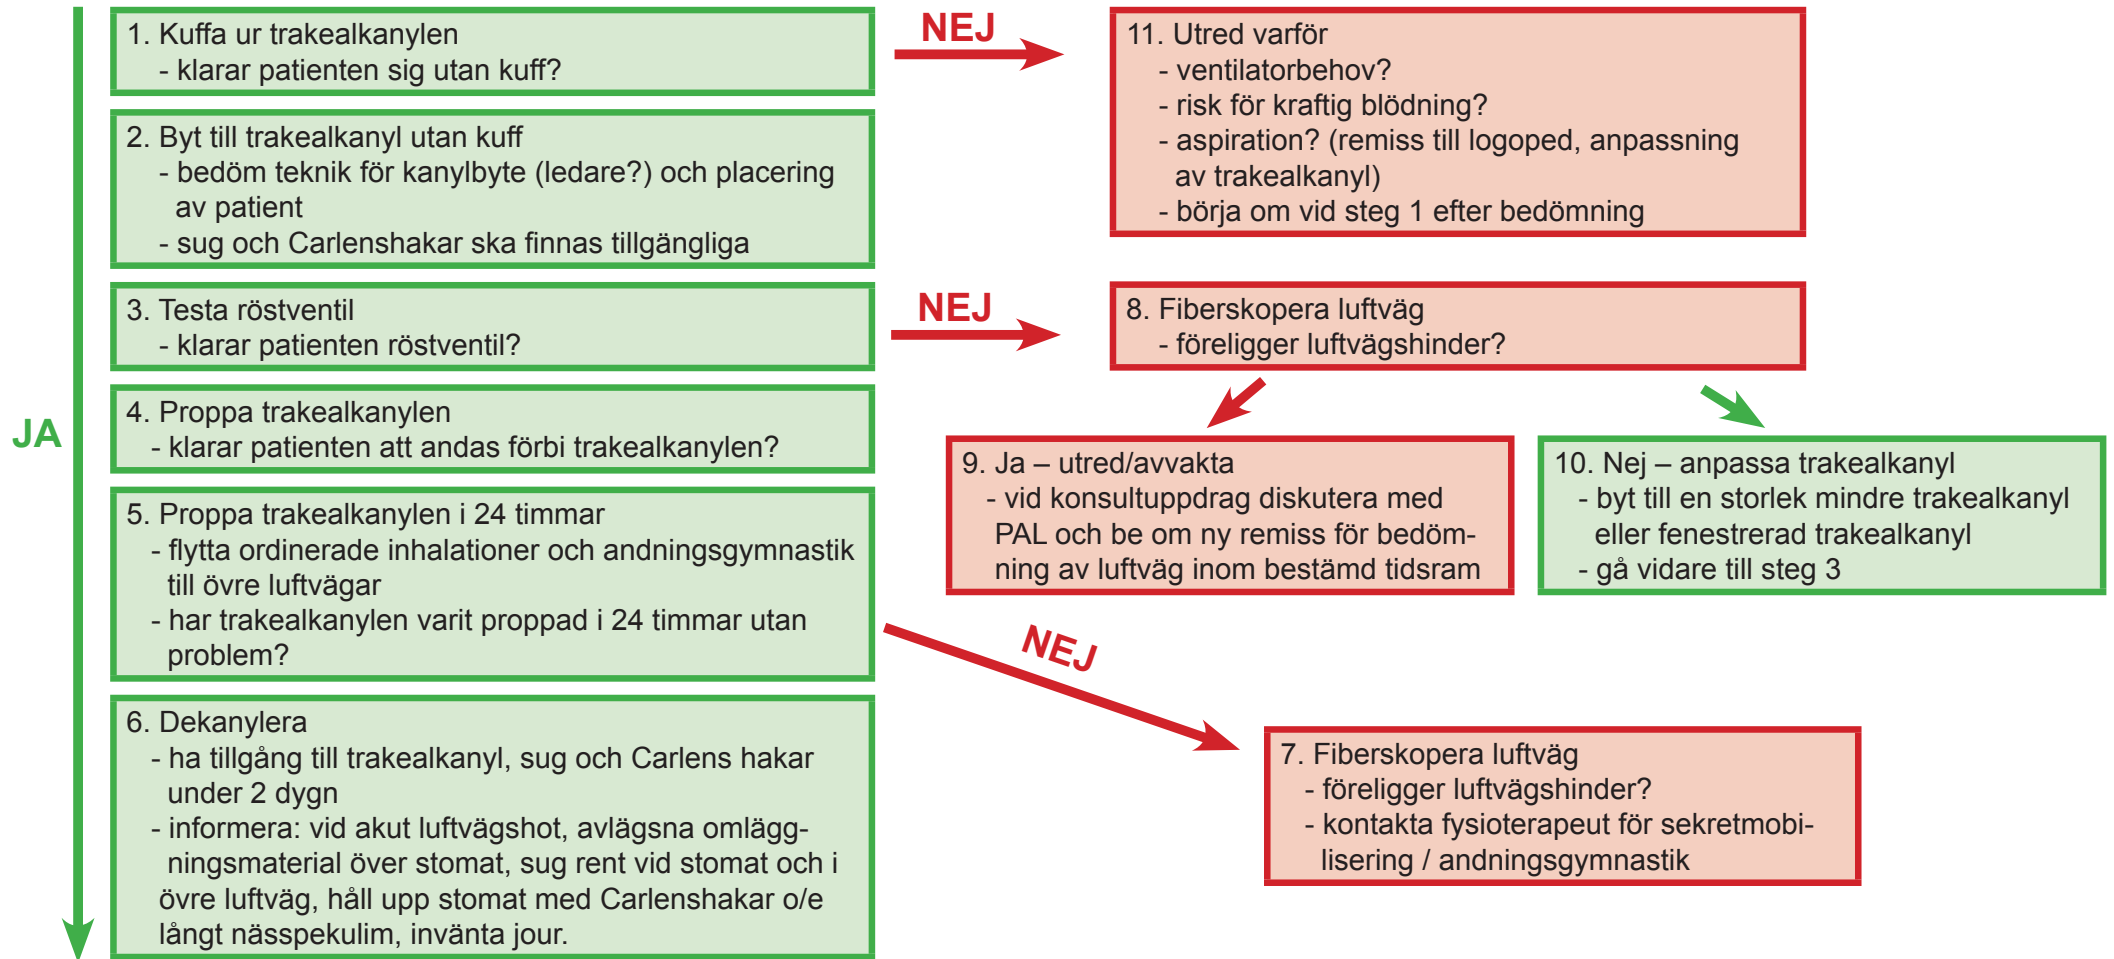 JA
1. Kuffa ur trakealkanylen
- klarar patienten sig utan kuff?
NEJ
11. Utred varför
- ventilatorbehov?
- risk för kraftig blödning?
- aspiration? (remiss till logoped, anpassning
av trakealkanyl)
- börja om vid steg 1 efter bedömning
2. Byt till trakealkanyl utan kuff
- bedöm teknik för kanylbyte (ledare?) och placering
av patient
- sug och Carlenshakar ska finnas tillgängliga
3. Testa röstventil
- klarar patienten röstventil?
NEJ
8. Fiberskopera luftväg
- föreligger luftvägshinder?
4. Proppa trakealkanylen
- klarar patienten att andas förbi trakealkanylen?
9. Ja – utred/avvakta
- vid konsultuppdrag diskutera med
PAL och be om ny remiss för bedöm-
ning av luftväg inom bestämd tidsram
10. Nej – anpassa trakealkanyl
- byt till en storlek mindre trakealkanyl
eller fenestrerad trakealkanyl
- gå vidare till steg 3
5. Proppa trakealkanylen i 24 timmar
- flytta ordinerade inhalationer och andningsgymnastik
till övre luftvägar
- har trakealkanylen varit proppad i 24 timmar utan
problem?
NEJ
6. Dekanylera
- ha tillgång till trakealkanyl, sug och Carlens hakar
under 2 dygn
- informera: vid akut luftvägshot, avlägsna omlägg-
ningsmaterial över stomat, sug rent vid stomat och i
övre luftväg, håll upp stomat med Carlenshakar o/e
långt nässpekulim, invänta jour.
7. Fiberskopera luftväg
- föreligger luftvägshinder?
- kontakta fysioterapeut för sekretmobi-
lisering / andningsgymnastik